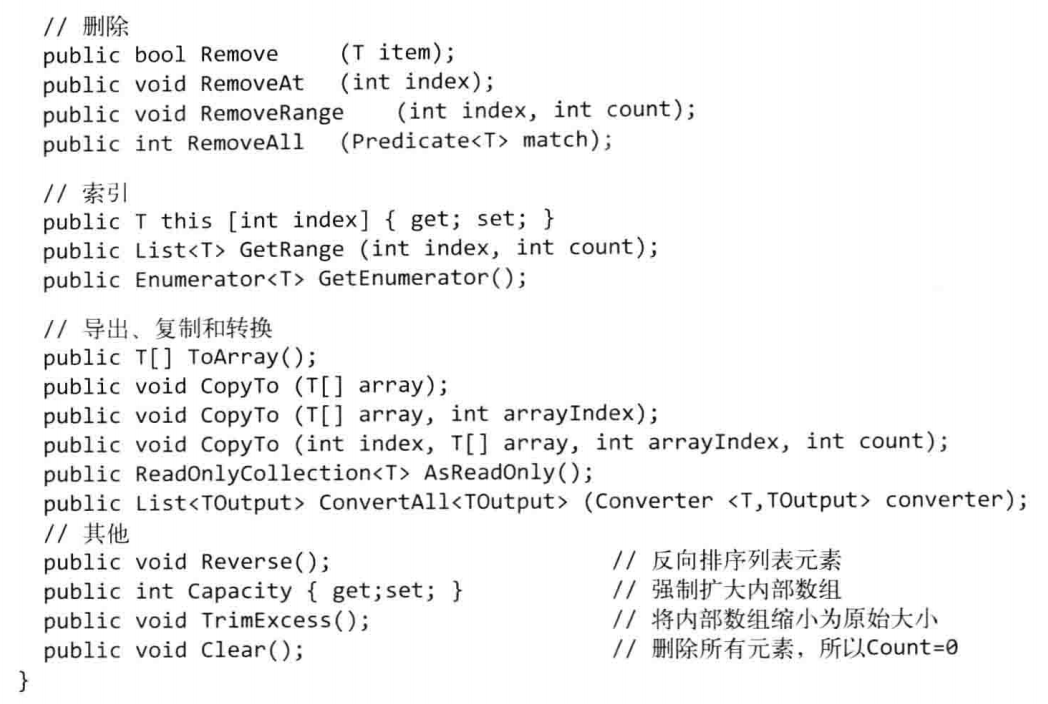 // 删除
public bool Remove (T item);
public void RemoveAt (int index);
public void RemoveRange (int index, int count);
public int RemoveAll (Predicate<T> match);
// 索引
public T this [int index] { get; set; }
public List<T> GetRange (int index, int count);
public Enumerator<T> GetEnumerator();
// 导出、复制和转换
public T[] ToArray();
public void CopyTo (T[] array);
public void CopyTo (T[] array, int arrayIndex);
public void CopyTo (int index, T[] array, int arrayIndex, int count);
public ReadOnlyCollection<T> AsReadOnly();
public List<TOutput> ConvertAll<TOutput> (Converter <T,TOutput> converter);
// 其他
public void Reverse(); // 反向排序列表元素
public int Capacity { get;set; } // 强制扩大内部数组
public void TrimExcess(); // 将内部数组缩小为原始大小
public void Clear(); // 删除所有元素，所以Count=0
}